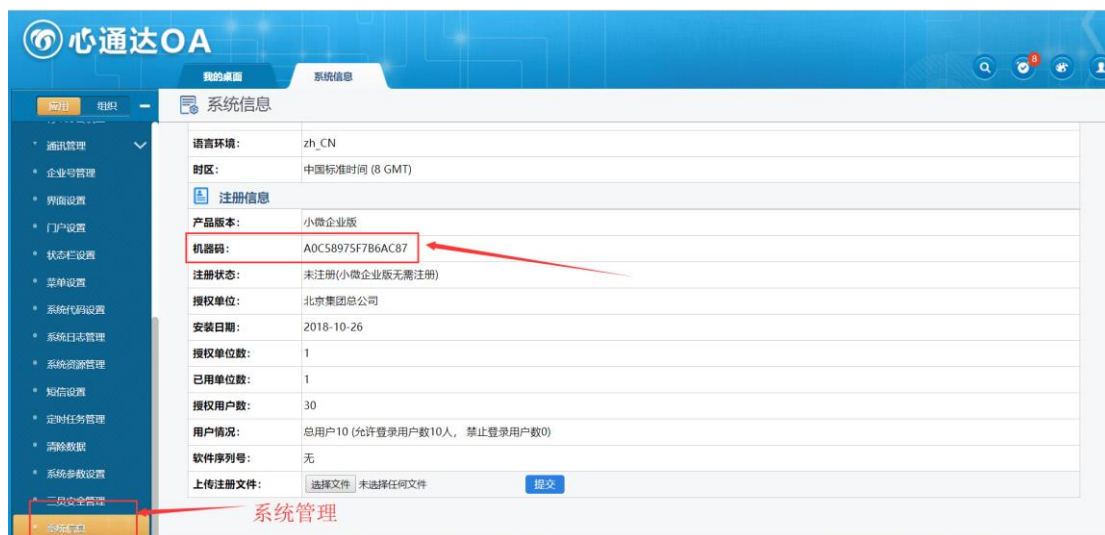 心通达OA
我的桌面 系统信息
8
应用 组织
系统信息
通讯管理
企业号管理
界面设置
门户设置
状态栏设置
菜单设置
系统代码设置
系统日志管理
系统资源管理
短信设置
定时任务管理
清除数据
系统参数设置
三员安全管理
系统信息
语言环境: zh_CN
时区: 中国标准时间 (8 GMT)
注册信息
产品版本: 小微企业版
机器码: A0C58975F7B6AC87
注册状态: 未注册(小微企业版无需注册)
授权单位: 北京集团总公司
安装日期: 2018-10-26
授权单位数: 1
已用单位数: 1
授权用户数: 30
用户情况: 总用户10 (允许登录用户数10人, 禁止登录用户数0)
软件序列号: 无
上传注册文件: 选择文件 未选择任何文件 提交
系统管理